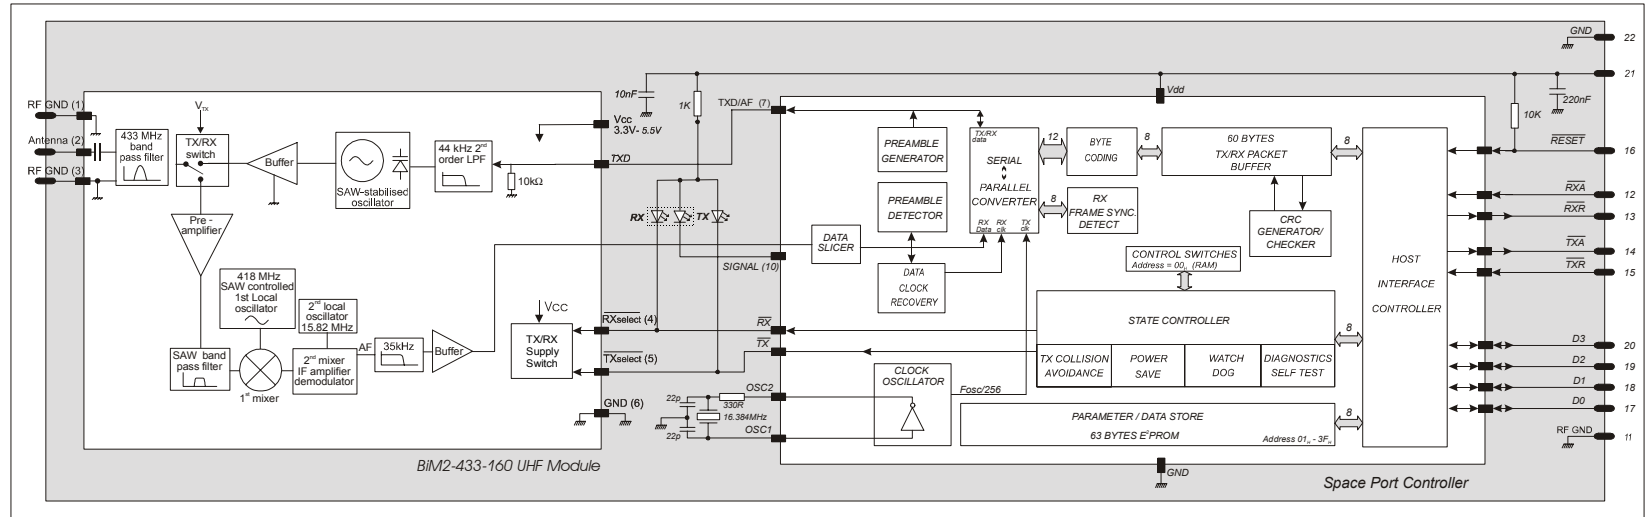 GND
22
21
10nF
1K
TXD/AF (7)
Vdd
220nF
10K
RF GND (1)
Antenna (2)
RF GND (3)
433 MHz
band
pass filter
VTX
TX/RX
switch
Buffer
SAW-stabilised
oscillator
44 kHz 2nd
order LPF
10kΩ
Vcc
3.3V- 5.5V
TXD
Pre -
amplifier
418 MHz
SAW controlled
1st Local
oscillator
2nd local
oscillator
15.82 MHz
SAW band
pass filter
1st mixer
2nd mixer
IF amplifier
demodulator
AF
35kHz
Buffer
VCC
TX/RX
Supply
Switch
RXselect (4)
TXselect (5)
GND (6)
BiM2-433-160 UHF Module
RX
TX
SIGNAL (10)
RX
TX
OSC2
OSC1
22p
330R
16.384MHz
22p
PREAMBLE
GENERATOR
PREAMBLE
DETECTOR
DATA
SLICER
DATA
CLOCK
RECOVERY
TX/RX
data
SERIAL
PARALLEL
CONVERTER
RX
Data
RX
clk
TX
clk
12
BYTE
CODING
8
60 BYTES
TX/RX PACKET
BUFFER
8
8
RX
FRAME SYNC.
DETECT
CRC
GENERATOR/
CHECKER
CONTROL SWITCHES
Address = 00H (RAM)
STATE CONTROLLER
8
TX COLLISION
AVOIDANCE
POWER
SAVE
WATCH
DOG
DIAGNOSTICS
SELF TEST
CLOCK
OSCILLATOR
Fosc/256
PARAMETER / DATA STORE
63 BYTES E²PROM
Address 01H - 3FH
8
HOST
INTERFACE
CONTROLLER
GND
Space Port Controller
RESET
16
RXA
12
RXR
13
TXA
14
TXR
15
D3
20
D2
19
D1
18
D0
17
RF GND
11